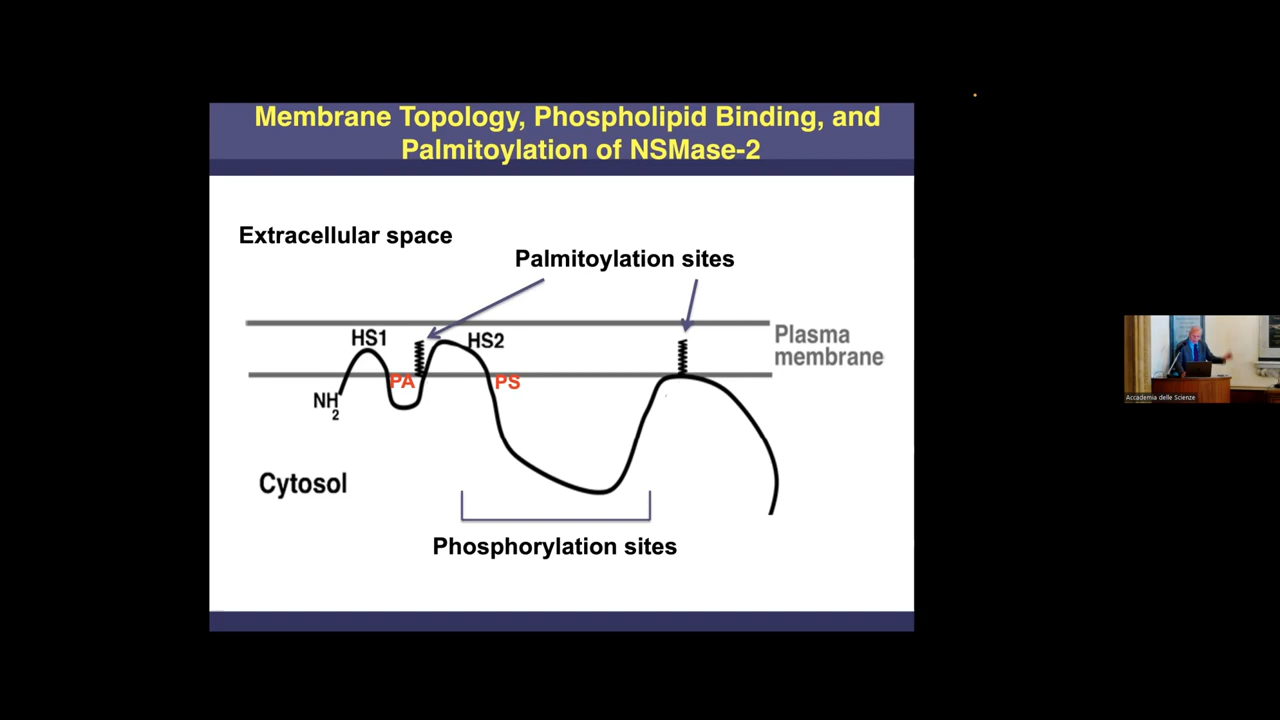 Membrane Topology, Phospholipid Binding, and
Palmitoylation of NSMase-2
Extracellular space
Palmitoylation sites
HS1
HS2
Plasma
membrane
PA
PS
NH2
Cytosol
Phosphorylation sites
Accademia delle Scienze